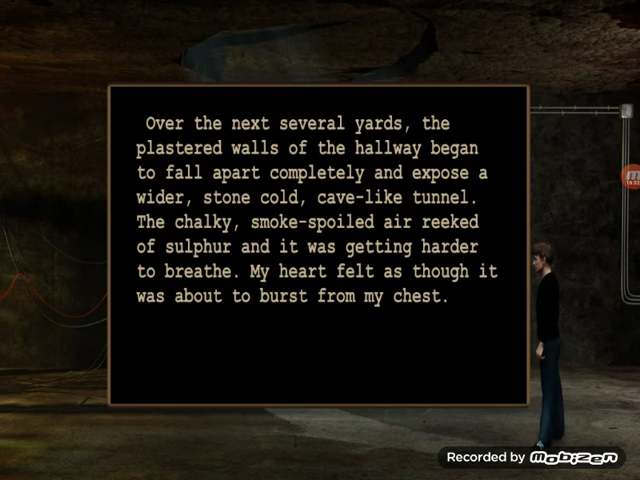 Over the next several yards, the
plastered walls of the hallway began
to fall apart completely and expose a
wider, stone cold, cave-like tunnel.
The chalky, smoke-spoiled air reeked
of sulphur and it was getting harder
to breathe. My heart felt as though it
was about to burst from my chest.
Recorded by mobizen